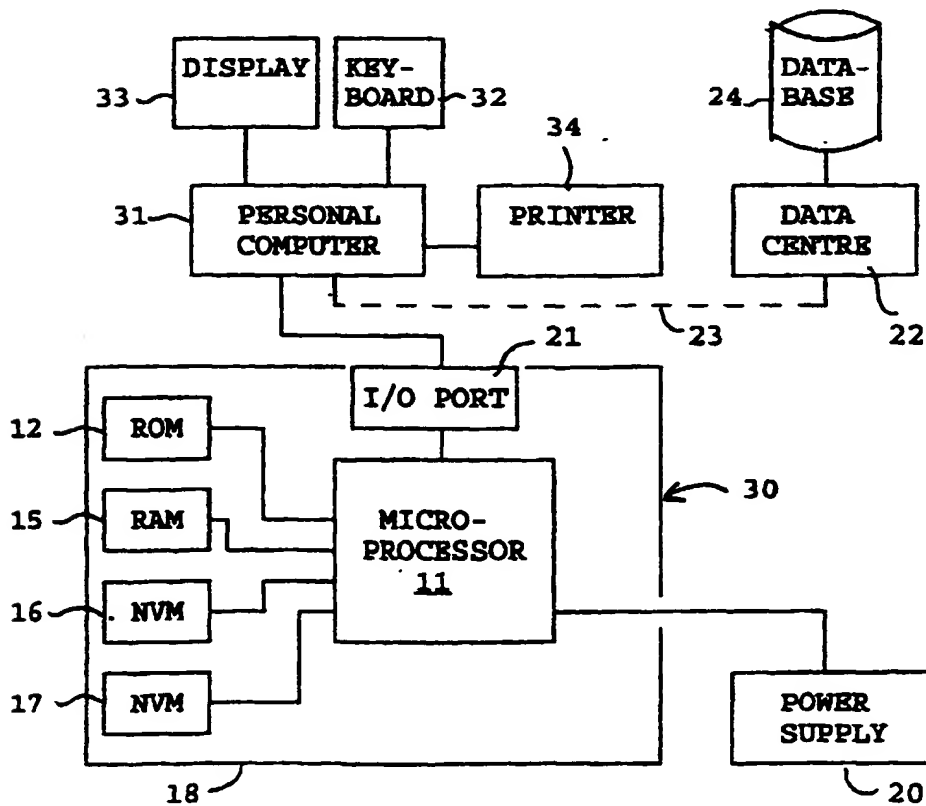 DISPLAY
33
KEY-
BOARD
32
34
DATA-
BASE
24
31
PERSONAL
COMPUTER
PRINTER
DATA
CENTRE
22
23
21
I/O PORT
12
ROM
15
RAM
16
NVM
17
NVM
MICRO-
PROCESSOR
11
30
18
POWER
SUPPLY
20